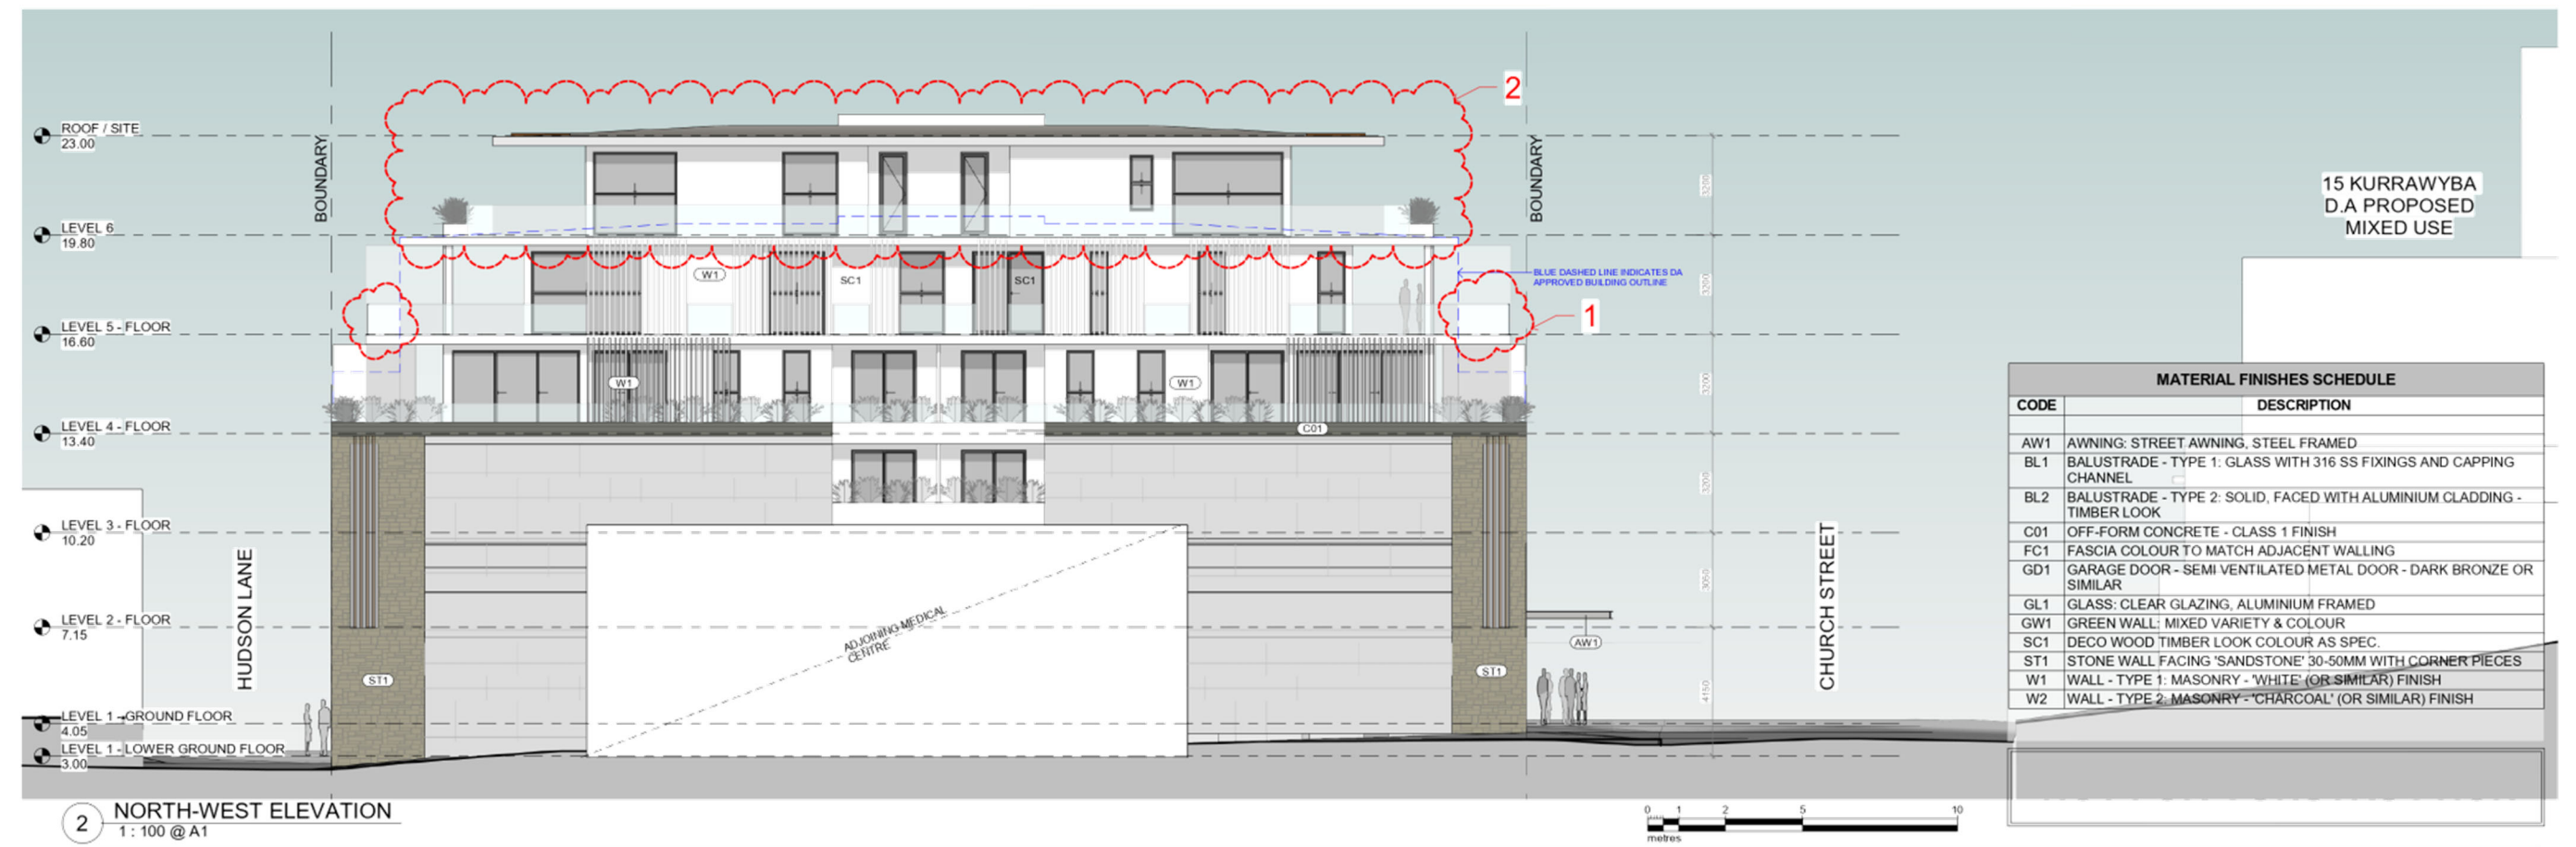 2
ROOF / SITE
23.00
BOUNDARY
BOUNDARY
15 KURRAWYBA
D.A PROPOSED
MIXED USE
3200
LEVEL 6
19.80
W1
SC1
SC1
BLUE DASHED LINE INDICATES DA
APPROVED BUILDING OUTLINE
3200
1
LEVEL 5 - FLOOR
16.60
W1
W1
3200
MATERIAL FINISHES SCHEDULE
CODE DESCRIPTION
LEVEL 4 - FLOOR
13.40
C01
AW1 AWNING: STREET AWNING, STEEL FRAMED
BL1 BALUSTRADE - TYPE 1: GLASS WITH 316 SS FIXINGS AND CAPPING
CHANNEL
BL2 BALUSTRADE - TYPE 2: SOLID, FACED WITH ALUMINIUM CLADDING -
TIMBER LOOK
C01 OFF-FORM CONCRETE - CLASS 1 FINISH
FC1 FASCIA COLOUR TO MATCH ADJACENT WALLING
GD1 GARAGE DOOR - SEMI VENTILATED METAL DOOR - DARK BRONZE OR
SIMILAR
GL1 GLASS: CLEAR GLAZING, ALUMINIUM FRAMED
GW1 GREEN WALL: MIXED VARIETY & COLOUR
SC1 DECO WOOD TIMBER LOOK COLOUR AS SPEC.
ST1 STONE WALL FACING 'SANDSTONE' 30-50MM WITH CORNER PIECES
W1 WALL - TYPE 1: MASONRY - 'WHITE' (OR SIMILAR) FINISH
W2 WALL - TYPE 2: MASONRY - 'CHARCOAL' (OR SIMILAR) FINISH
3200
LEVEL 3 - FLOOR
10.20
HUDSON LANE
CHURCH STREET
3050
LEVEL 2 - FLOOR
7.15
ADJOINING MEDICAL
CENTRE
AW1
ST1
ST1
4150
LEVEL 1 - GROUND FLOOR
4.05
LEVEL 1 - LOWER GROUND FLOOR
3.00
2 NORTH-WEST ELEVATION
1 : 100 @ A1
0 1 2 5 10
metres